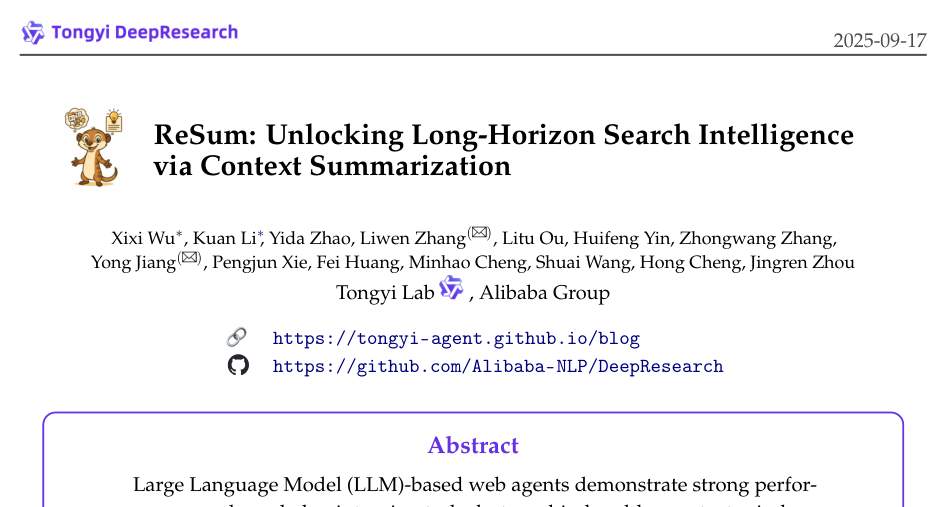 Tongyi DeepResearch
2025-09-17
ReSum: Unlocking Long-Horizon Search Intelligence
via Context Summarization
Xixi Wu*, Kuan Li*, Yida Zhao, Liwen Zhang(✉), Litu Ou, Huifeng Yin, Zhongwang Zhang,
Yong Jiang(✉), Pengjun Xie, Fei Huang, Minhao Cheng, Shuai Wang, Hong Cheng, Jingren Zhou
Tongyi Lab , Alibaba Group
https://tongyi-agent.github.io/blog
https://github.com/Alibaba-NLP/DeepResearch
Abstract
Large Language Model (LLM)-based web agents demonstrate strong perfor-